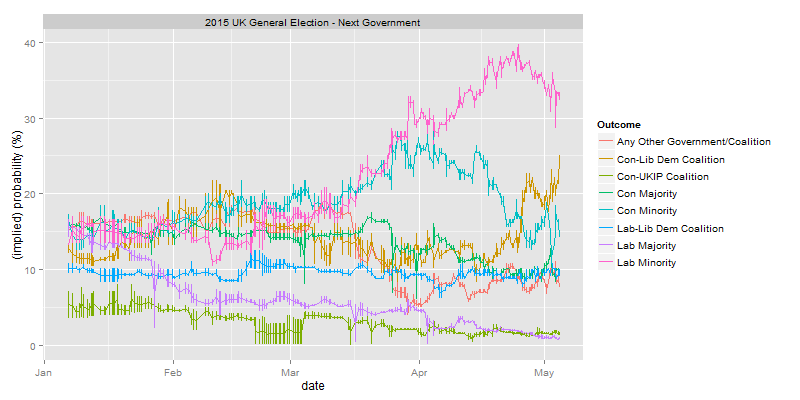 2015 UK General Election - Next Government
(implied) probability (%)
40
30
20
10
0
Jan
Feb
Mar
Apr
May
date
Outcome
Any Other Government/Coalition
Con-Lib Dem Coalition
Con-UKIP Coalition
Con Majority
Con Minority
Lab-Lib Dem Coalition
Lab Majority
Lab Minority